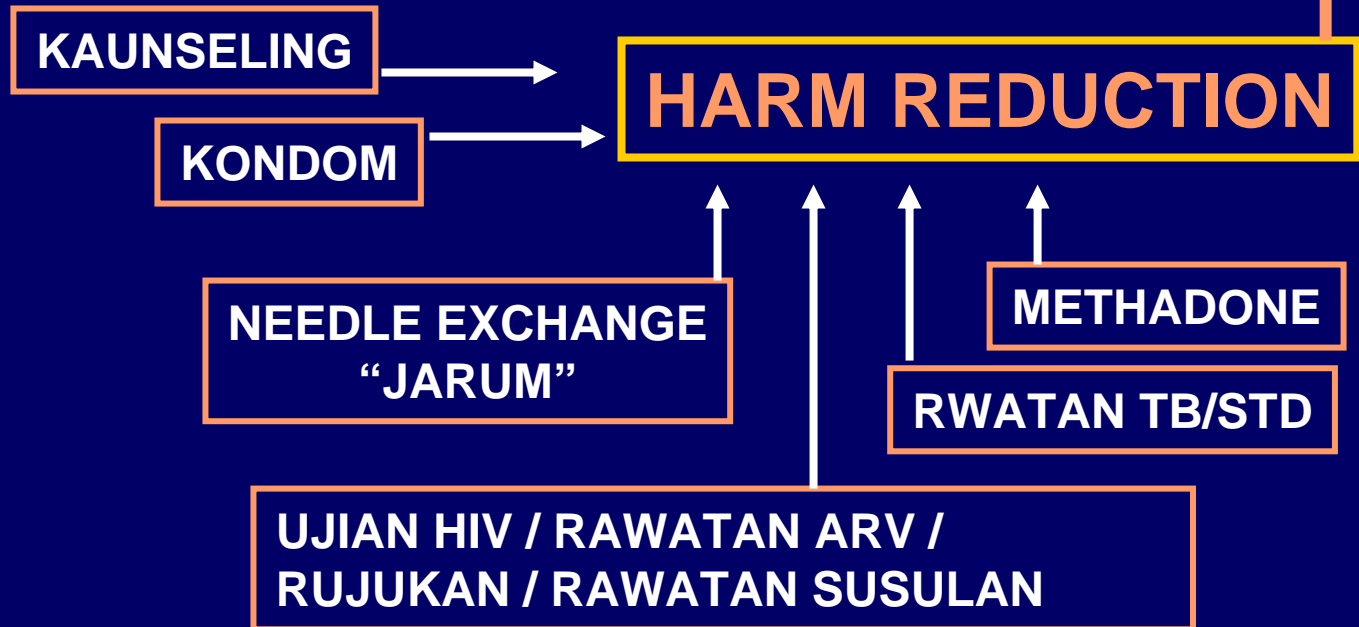 KAUNSELING
HARM REDUCTION
KONDOM
NEEDLE EXCHANGE
“JARUM”
METHADONE
RWATAN TB/STD
UJIAN HIV / RAWATAN ARV /
RUJUKAN / RAWATAN SUSULAN